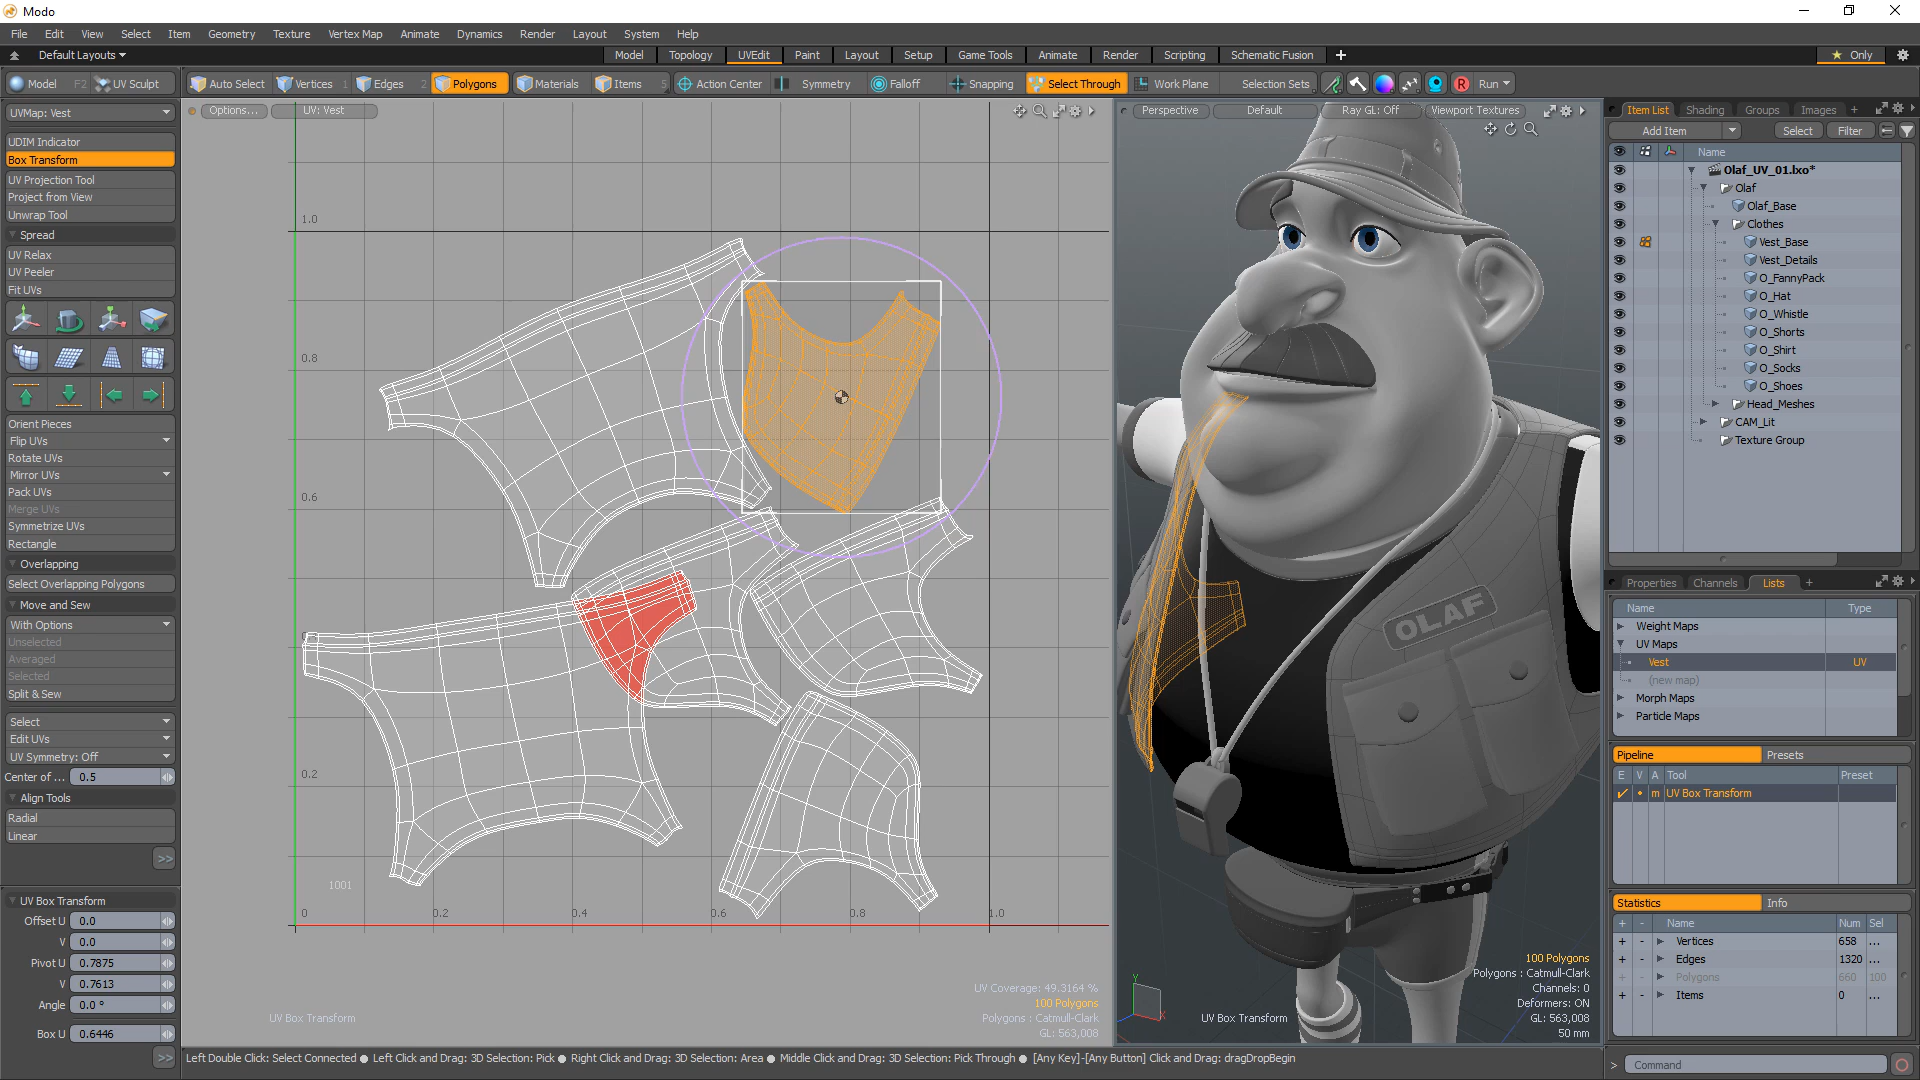 Modo
File Edit View Select Item Geometry Texture Vertex Map Animate Dynamics Render Layout System Help
Default Layouts Model Topology UVEdit Paint Layout Setup Game Tools Animate Render Scripting Schematic Fusion + Only
Model F2 UV Sculpt Auto Select Vertices 1 Edges 2 Polygons Materials Items 5 Action Center Symmetry Falloff Snapping Select Through Work Plane Selection Sets R Run
UVMap: Vest
UDIM Indicator
Box Transform
UV Projection Tool
Project from View
Unwrap Tool
Spread
UV Relax
UV Peeler
Fit UVs
Orient Pieces
Flip UVs
Rotate UVs
Mirror UVs
Pack UVs
Merge UVs
Symmetrize UVs
Rectangle
Overlapping
Select Overlapping Polygons
Move and Sew
With Options
Unselected
Averaged
Selected
Split & Sew
Select
Edit UVs
UV Symmetry: Off
Center of ... 0.5
Align Tools
Radial
Linear
>>
UV Box Transform
Offset U 0.0
V 0.0
Pivot U 0.7875
V 0.7613
Angle 0.0 °
Box U 0.6446
>>
Options... UV: Vest
1.0
0.8
0.6
0.2
1001
0 0.2 0.4 0.6 0.8 1.0
UV Coverage: 49.3164 %
100 Polygons
Polygons : Catmull-Clark
GL: 563,008
UV Box Transform
Perspective Default Ray GL: Off Viewport Textures
OLAF
100 Polygons
Polygons : Catmull-Clark
Channels: 0
Deformers: ON
GL: 563,008
50 mm
UV Box Transform
Y
X
Left Double Click: Select Connected ● Left Click and Drag: 3D Selection: Pick ● Right Click and Drag: 3D Selection: Area ● Middle Click and Drag: 3D Selection: Pick Through ● [Any Key]-[Any Button] Click and Drag: dragDropBegin
Item List Shading Groups Images +
Add Item Select Filter
Name
Olaf_UV_01.lxo*
Olaf
Olaf_Base
Clothes
Vest_Base
Vest_Details
O_FannyPack
O_Hat
O_Whistle
O_Shorts
O_Shirt
O_Socks
O_Shoes
Head_Meshes
CAM_Lit
Texture Group
Properties Channels Lists +
Name Type
Weight Maps
UV Maps
Vest UV
(new map)
Morph Maps
Particle Maps
Pipeline Presets
E V A Tool Preset
m UV Box Transform
Statistics Info
+ - Name Num Sel
+ - Vertices 658 ...
+ - Edges 1320 ...
+ - Polygons 660 100
+ - Items 0 ...
> Command